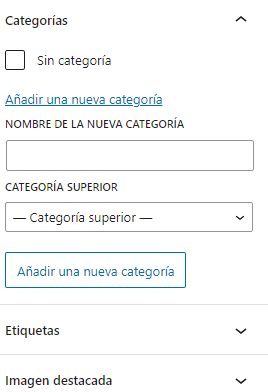 Categorías
Sin categoría
Añadir una nueva categoría
NOMBRE DE LA NUEVA CATEGORÍA
CATEGORÍA SUPERIOR
— Categoría superior —
Añadir una nueva categoría
Etiquetas
Imagen destacada